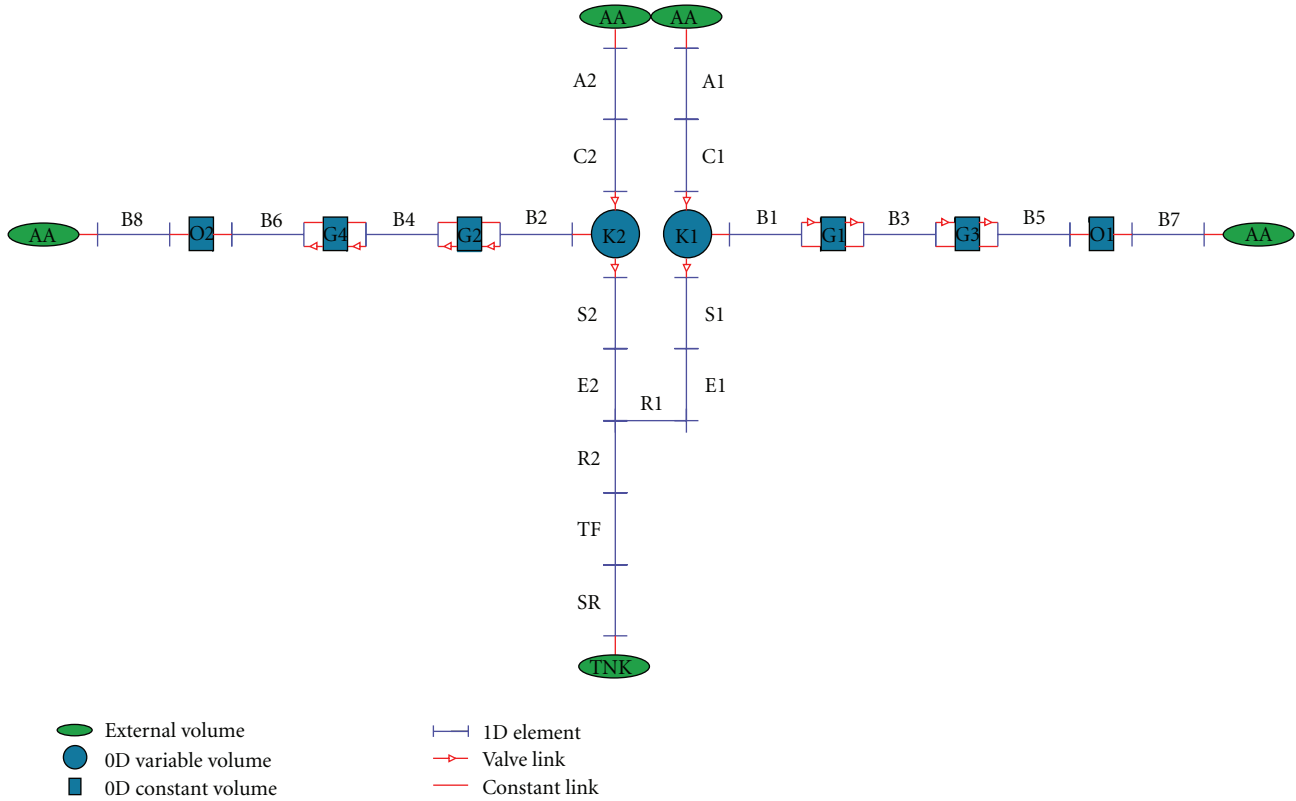 AA AA
A2 A1
C2 C1
AA B8 O2 B6 G4 B4 G2 B2 K2 K1 B1 G1 B3 G3 B5 O1 B7 AA
S2 S1
E2 E1
R1
R2
TF
SR
TNK
External volume
0D variable volume
0D constant volume
1D element
Valve link
Constant link